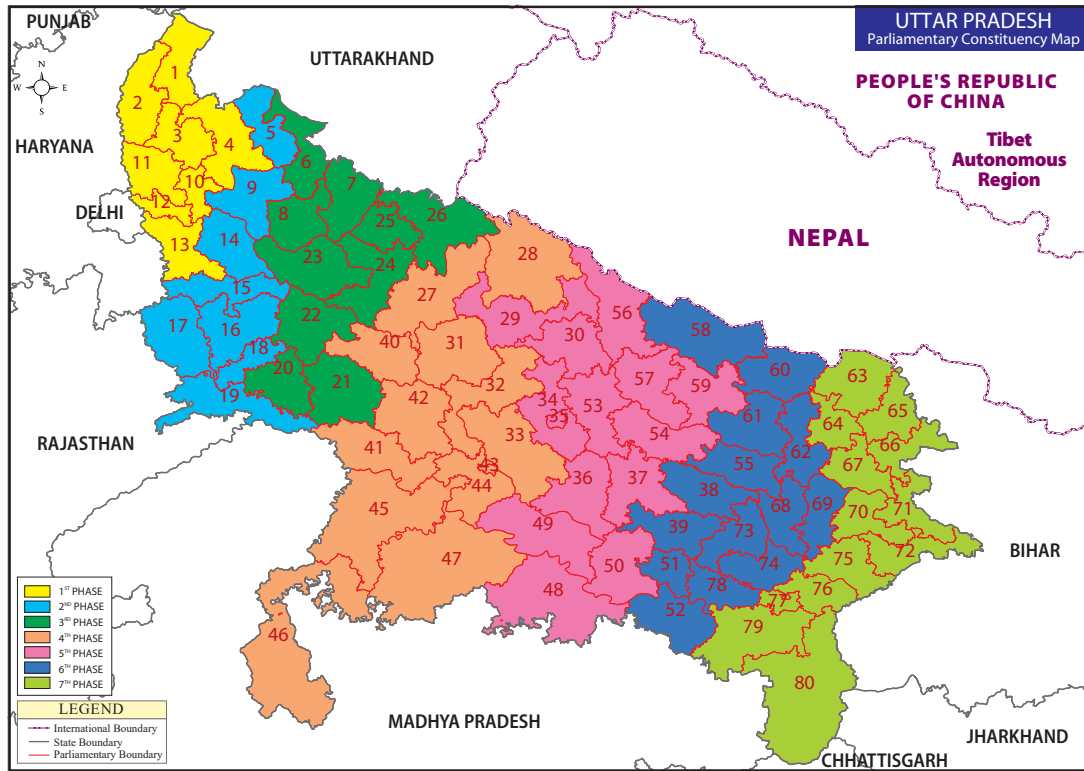 UTTAR PRADESH
Parliamentary Constituency Map
PUNJAB
UTTARAKHAND
N
W E
S
PEOPLE'S REPUBLIC
OF CHINA
Tibet
Autonomous
Region
HARYANA
DELHI
NEPAL
RAJASTHAN
BIHAR
MADHYA PRADESH
JHARKHAND
CHHATTISGARH
1
2
3
4
5
6
7
8
9
10
11
12
13
14
15
16
17
18
19
20
21
22
23
24
25
26
27
28
29
30
31
32
33
34
35
36
37
38
39
40
41
42
43
44
45
46
47
48
49
50
51
52
53
54
55
56
57
58
59
60
61
62
63
64
65
66
67
68
69
70
71
72
73
74
75
76
77
78
79
80
1ST PHASE
2ND PHASE
3RD PHASE
4TH PHASE
5TH PHASE
6TH PHASE
7TH PHASE
LEGEND
International Boundary
State Boundary
Parliamentary Boundary